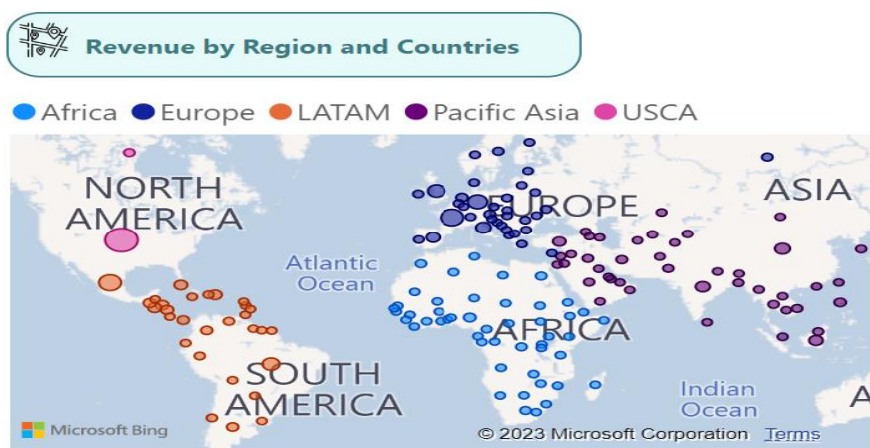 Revenue by Region and Countries
Africa Europe LATAM Pacific Asia USCA
NORTH
AMERICA
EUROPE
ASIA
Atlantic
Ocean
AFRICA
SOUTH
AMERICA
Indian
Ocean
A
Microsoft Bing
© 2023 Microsoft Corporation Terms